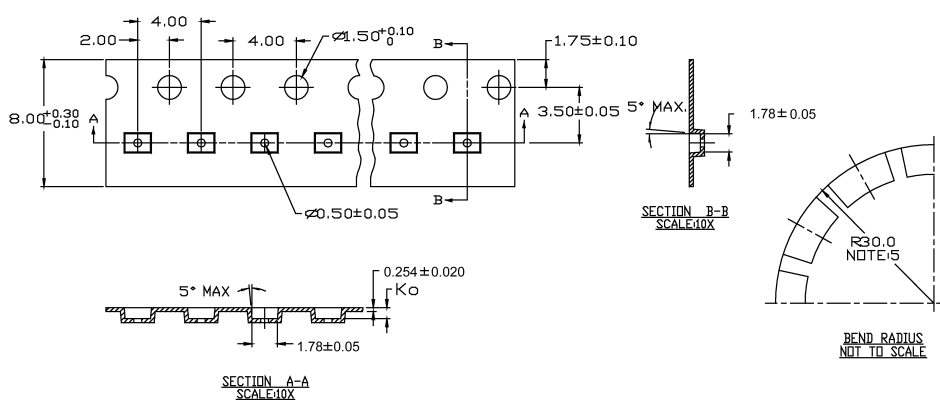 4.00
2.00
4.00
Ø1.50+0.10 0
B
1.75±0.10
8.00+0.30 -0.10
A
A
3.50±0.05
5° MAX.
1.78±0.05
Ø0.50±0.05
B
SECTION B-B
SCALE:10X
R30.0
NOTE:5
0.254±0.020
5° MAX
Ko
1.78±0.05
BEND RADIUS
NOT TO SCALE
SECTION A-A
SCALE:10X